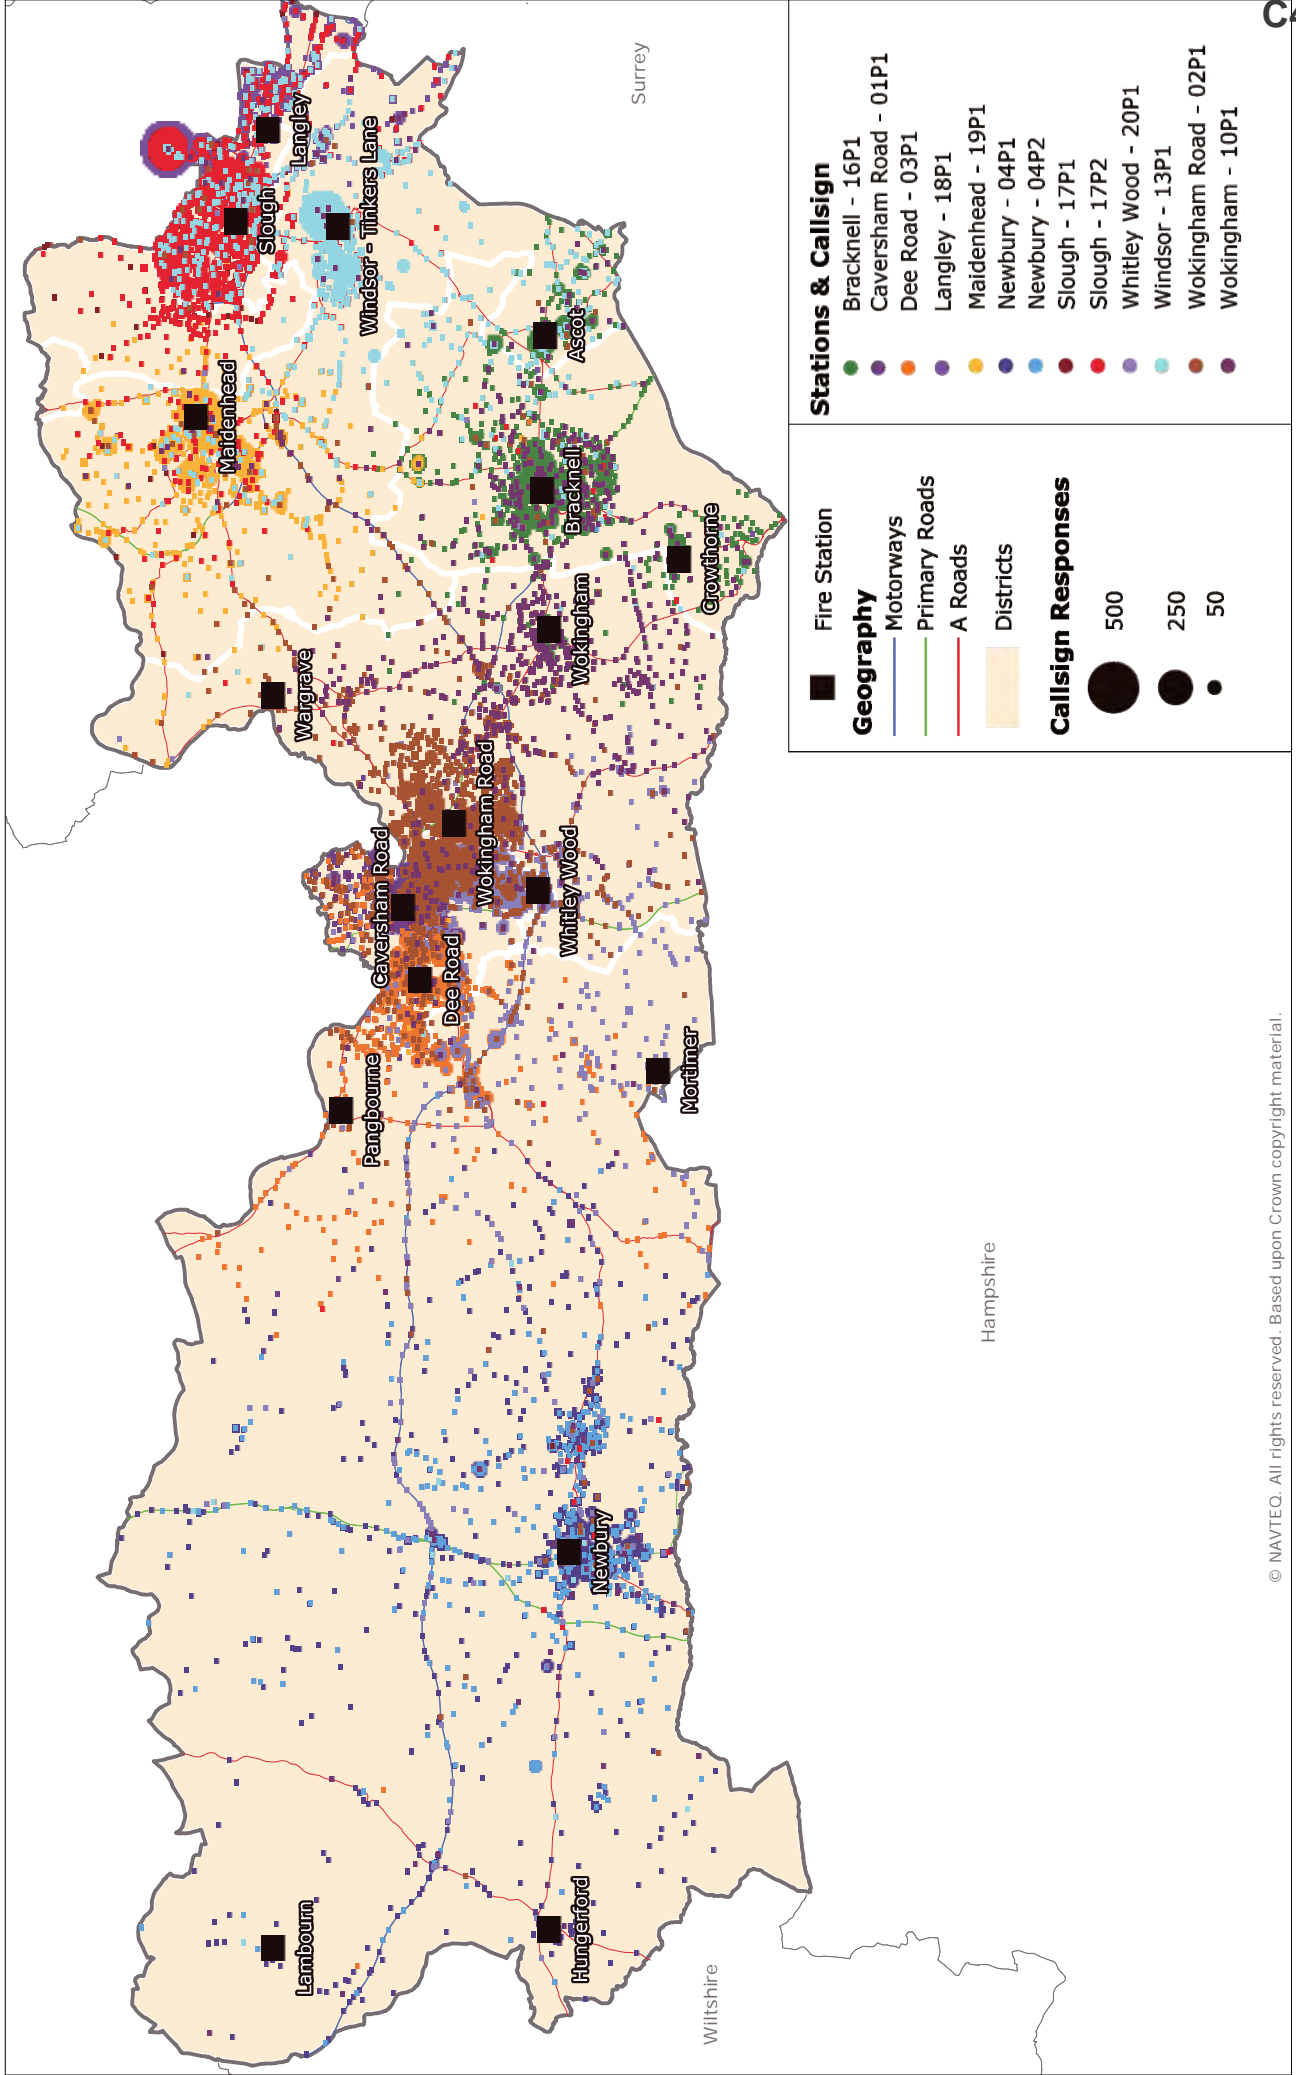 C4
Surrey
Langley
Slough
Windsor - Tinkers Lane
Maidenhead
Ascot
Bracknell
Crowthorne
Wokingham
Wargrave
Wokingham Road
Caversham Road
Whitley Wood
Dee Road
Pangbourne
Mortimer
Newbury
Hungerford
Lambourn
Hampshire
Wiltshire
Fire Station
Geography
Motorways
Primary Roads
A Roads
Districts
Callsign Responses
500
250
50
Stations & Callsign
Bracknell - 16P1
Caversham Road - 01P1
Dee Road - 03P1
Langley - 18P1
Maidenhead - 19P1
Newbury - 04P1
Newbury - 04P2
Slough - 17P1
Slough - 17P2
Whitley Wood - 20P1
Windsor - 13P1
Wokingham Road - 02P1
Wokingham - 10P1
© NAVTEQ. All rights reserved. Based upon Crown copyright material.